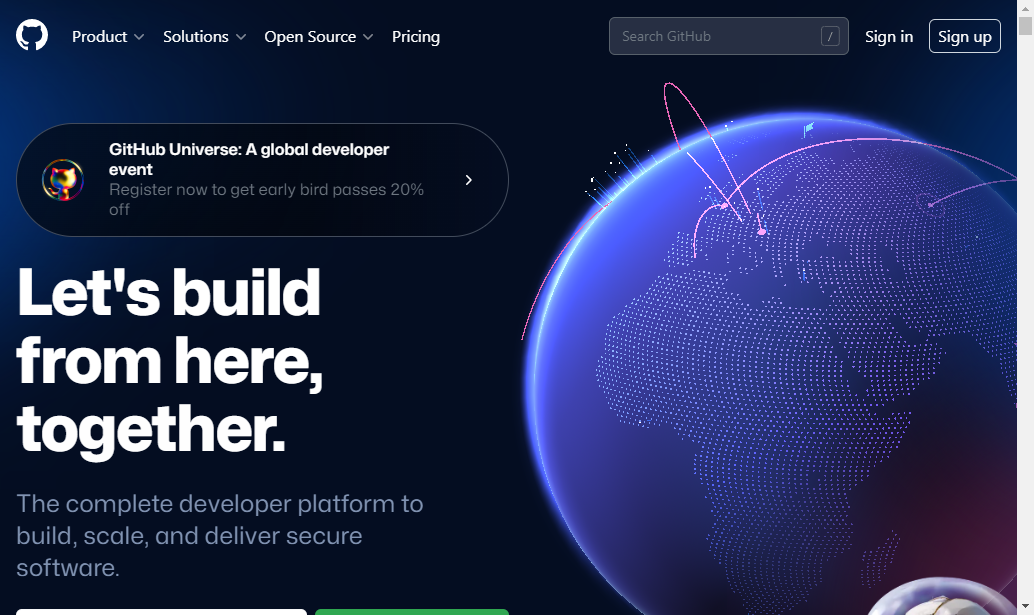 Product Solutions Open Source Pricing Search GitHub / Sign in Sign up
GitHub Universe: A global developer
event
Register now to get early bird passes 20%
off
Let's build
from here,
together.
The complete developer platform to
build, scale, and deliver secure
software.